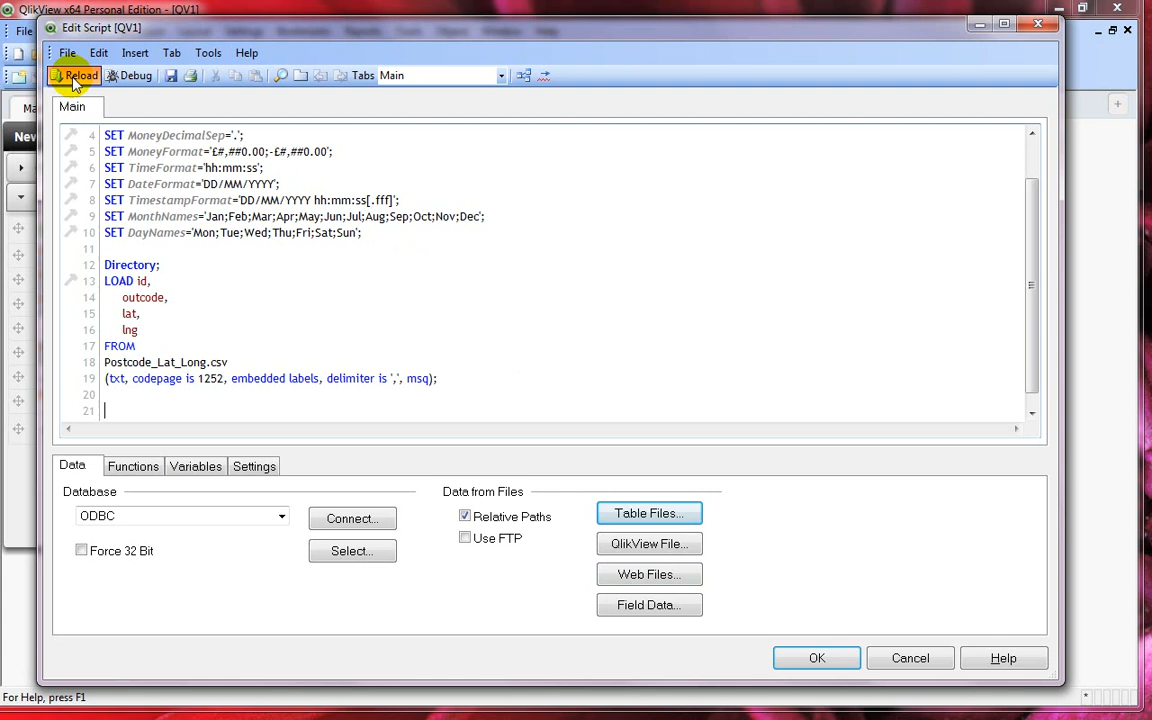 QlikView x64 Personal Edition - [QV1]
File
Edit Script [QV1]
File Edit Insert Tab Tools Help
Reload Debug Tabs Main
Main
Ma
New
4 SET MoneyDecimalSep='.';
5 SET MoneyFormat='£#,##0.00;-£#,##0.00';
6 SET TimeFormat='hh:mm:ss';
7 SET DateFormat='DD/MM/YYYY';
8 SET TimestampFormat='DD/MM/YYYY hh:mm:ss[.fff]';
9 SET MonthNames='Jan;Feb;Mar;Apr;May;Jun;Jul;Aug;Sep;Oct;Nov;Dec';
10 SET DayNames='Mon;Tue;Wed;Thu;Fri;Sat;Sun';
11
12 Directory;
13 LOAD id,
14 outcode,
15 lat,
16 lng
17 FROM
18 Postcode_Lat_Long.csv
19 (txt, codepage is 1252, embedded labels, delimiter is ',', msq);
20
21
Data Functions Variables Settings
Database Data from Files
ODBC Connect... Relative Paths Table Files...
Force 32 Bit Select... Use FTP QlikView File...
Web Files...
Field Data...
OK Cancel Help
For Help, press F1